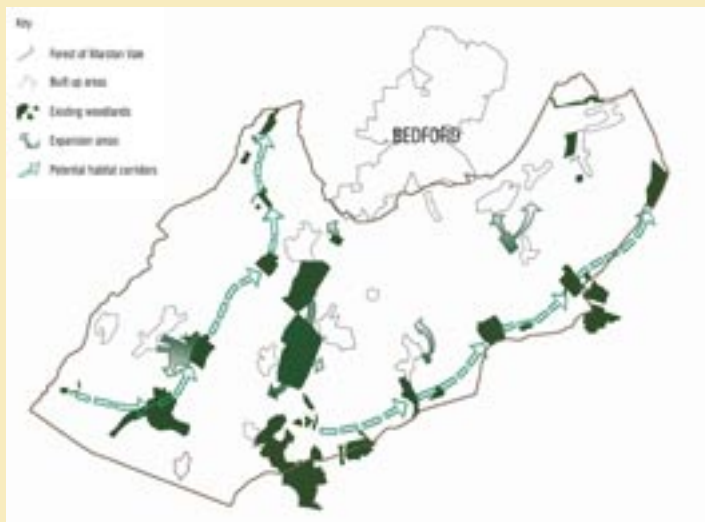 Key
Forest of Marston Vale
Built up areas
Existing woodlands
Expansion areas
Potential habitat corridors
BEDFORD